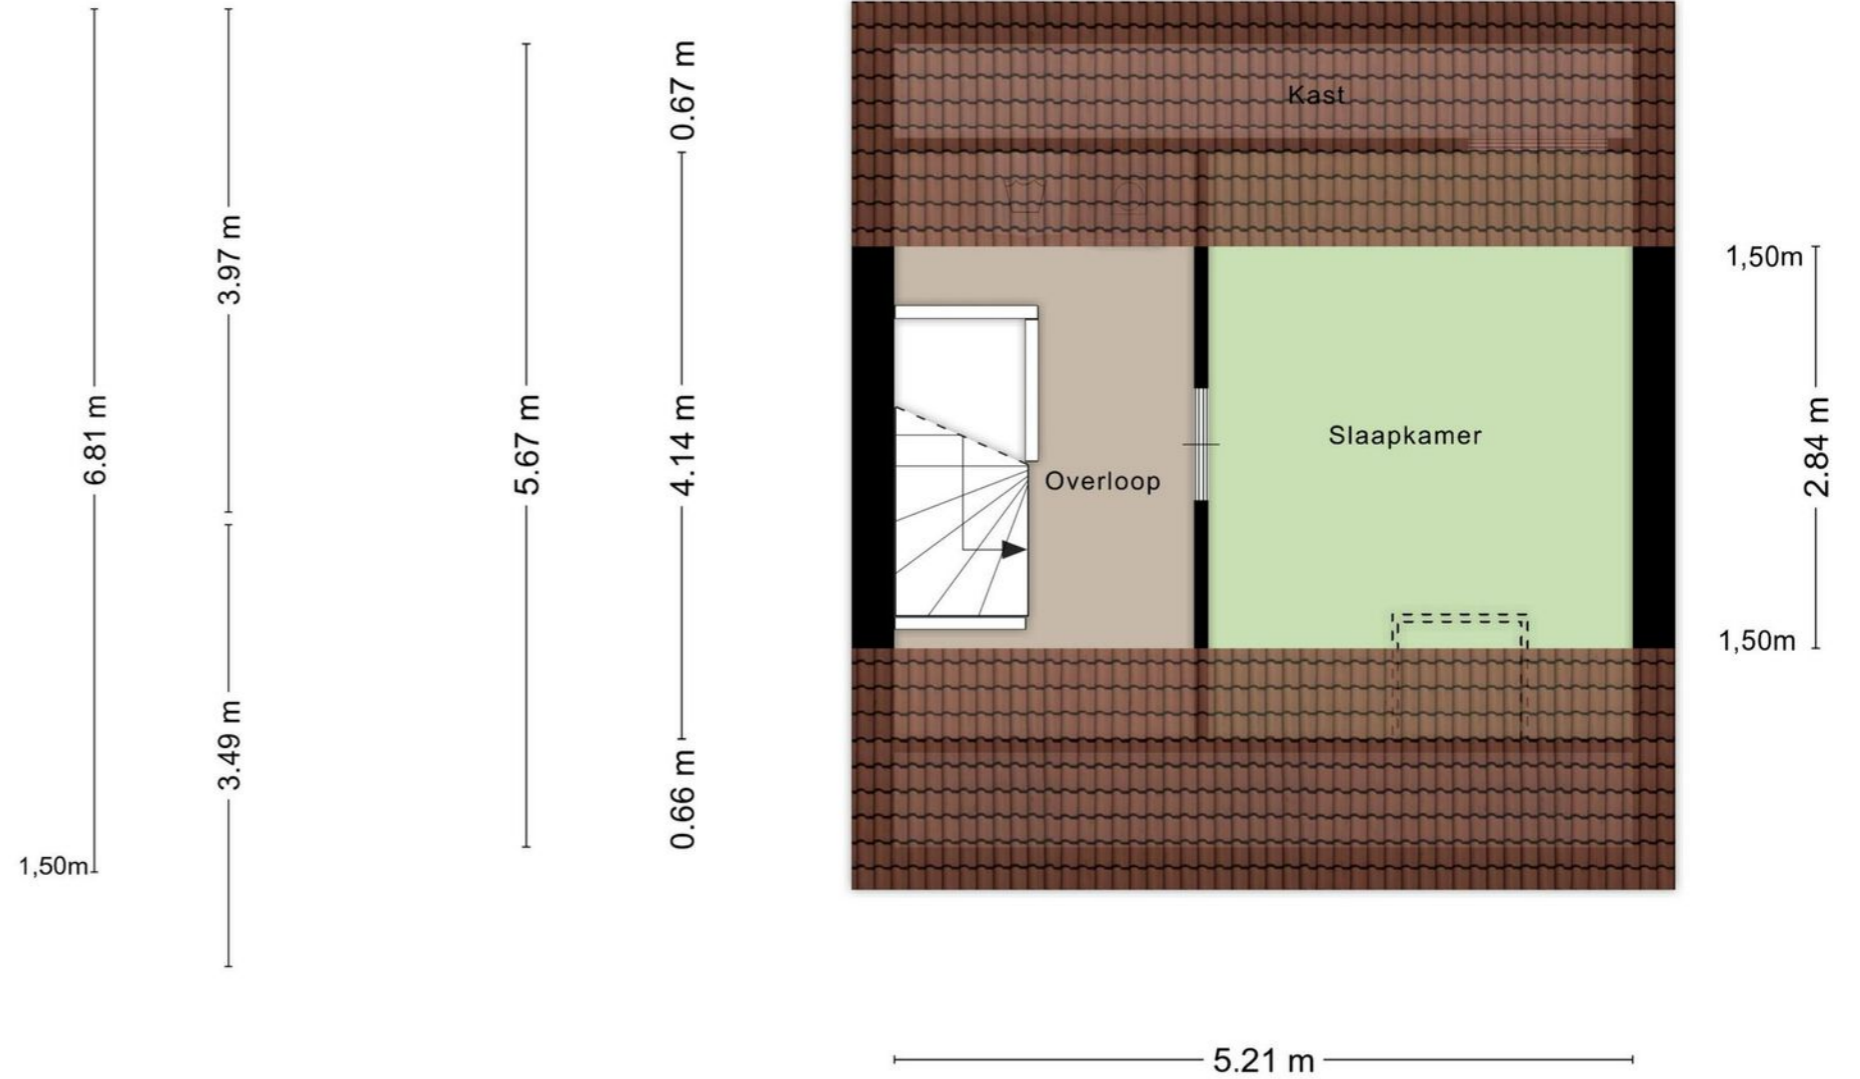 0.67 m
Kast
3.97 m
1,50m
6.81 m
5.67 m
4.14 m
Slaapkamer
2.84 m
Overloop
1,50m
3.49 m
0.66 m
1,50m
5.21 m